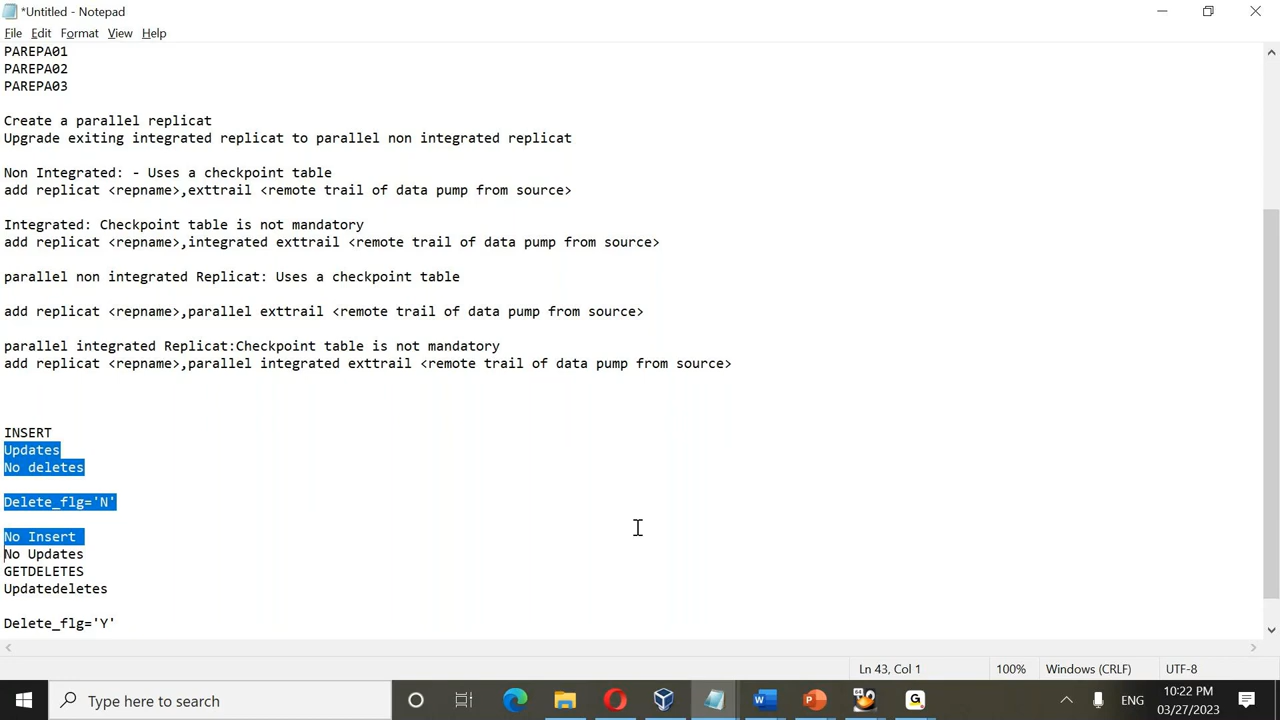 *Untitled - Notepad
File Edit Format View Help
PAREPA01
PAREPA02
PAREPA03
Create a parallel replicat
Upgrade exiting integrated replicat to parallel non integrated replicat
Non Integrated: - Uses a checkpoint table
add replicat <repname>,exttrail <remote trail of data pump from source>
Integrated: Checkpoint table is not mandatory
add replicat <repname>,integrated exttrail <remote trail of data pump from source>
parallel non integrated Replicat: Uses a checkpoint table
add replicat <repname>,parallel exttrail <remote trail of data pump from source>
parallel integrated Replicat:Checkpoint table is not mandatory
add replicat <repname>,parallel integrated exttrail <remote trail of data pump from source>
INSERT
Updates
No deletes
Delete_flg='N'
No Insert
No Updates
GETDELETES
Updatedeletes
Delete_flg='Y'
Ln 43, Col 1 100% Windows (CRLF) UTF-8
Type here to search
ENG
10:22 PM
03/27/2023